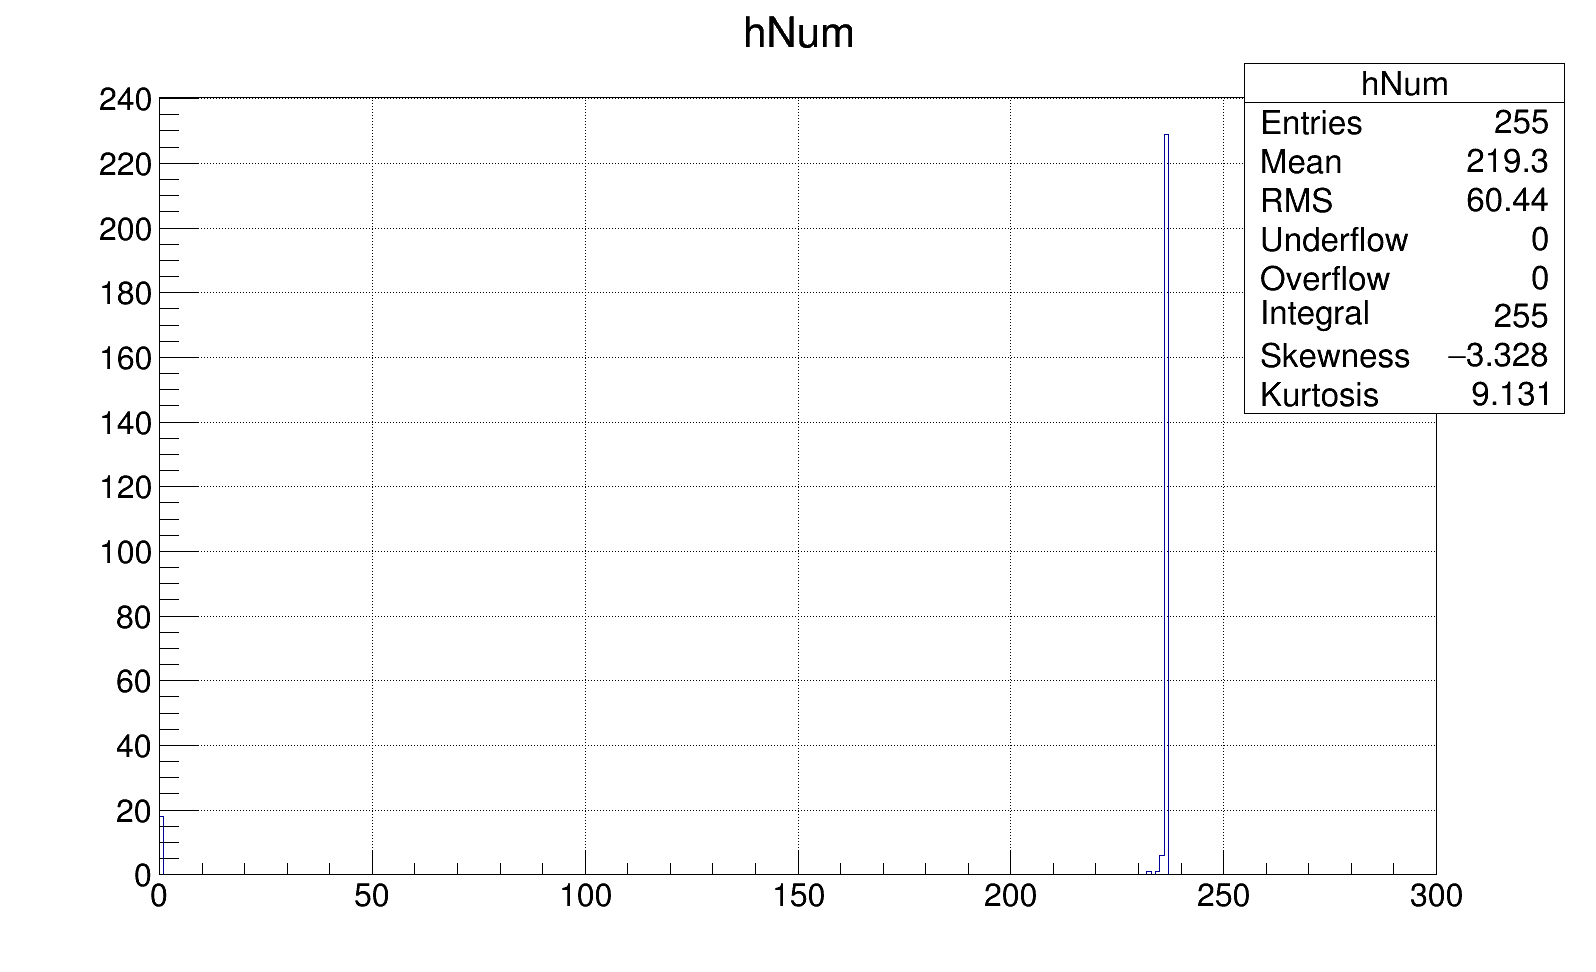 hNum
hNum
Entries 255
Mean 219.3
RMS 60.44
Underflow 0
Overflow 0
Integral 255
Skewness −3.328
Kurtosis 9.131
240
220
200
180
160
140
120
100
80
60
40
20
0
0 50 100 150 200 250 300